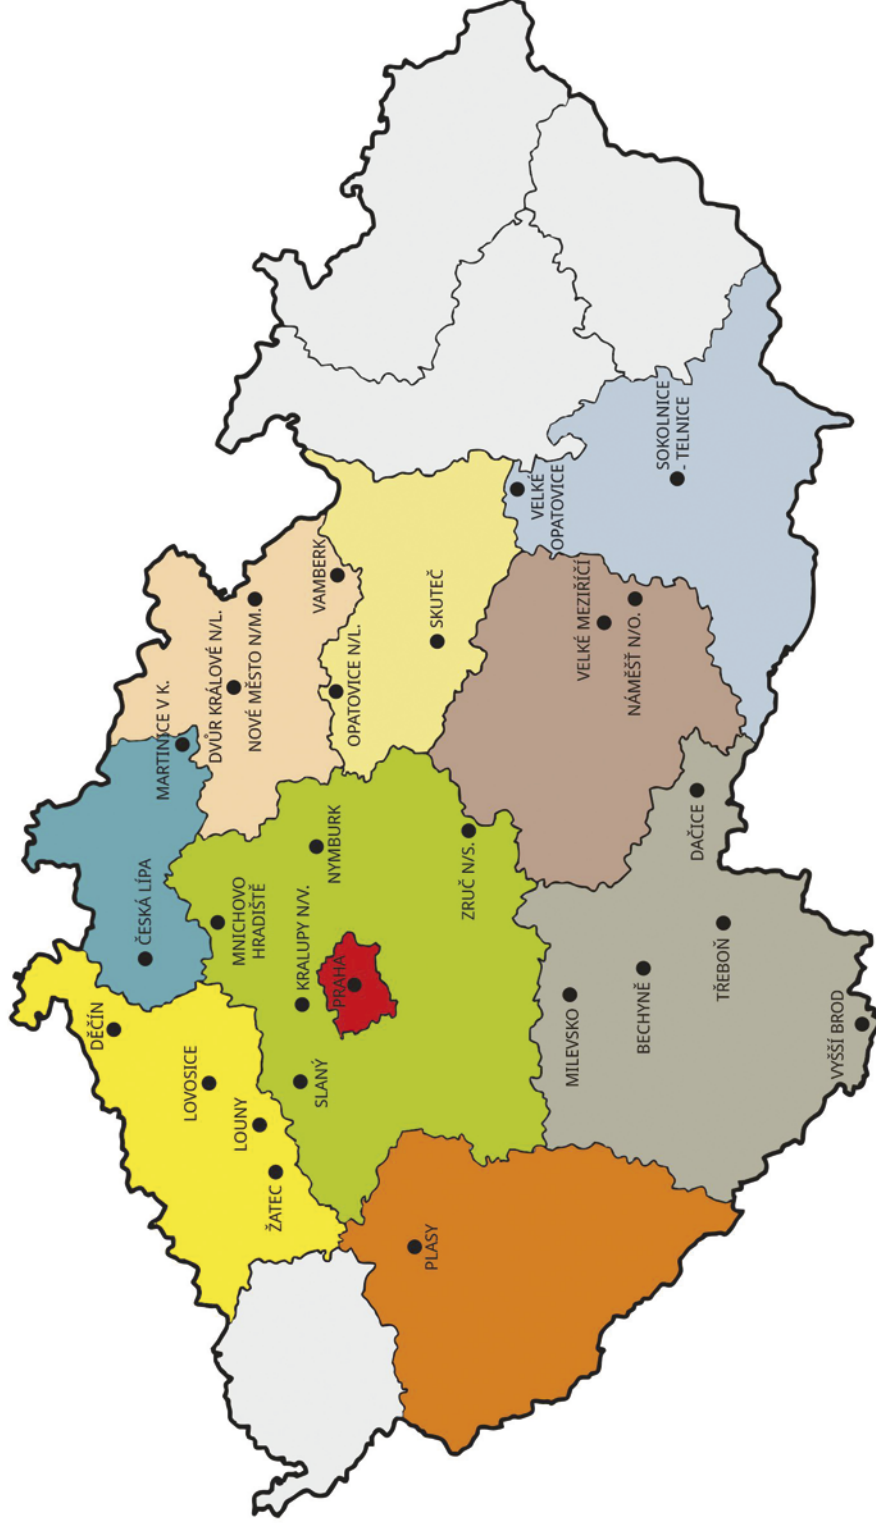 DĚČÍN
ČESKÁ LÍPA
MARTINICE V K.
LOVOSICE
LOUNY
ŽATEC
MNICHOVO
HRADIŠTĚ
DVŮR KRÁLOVÉ N/L.
NOVÉ MĚSTO N/M.
VAMBERK
SLANÝ
KRALUPY N/V.
NYMBURK
PRAHA
OPATOVICE N/L.
SKUTEČ
PLASY
ZRUČ N/S.
VELKÉ
OPATOVICE
MILEVSKO
BECHYNĚ
VELKÉ MEZIŘÍČÍ
NÁMĚŠŤ N/O.
SOKOLNICE
- TELNICE
DAČICE
TŘEBOŇ
VYŠŠÍ BROD